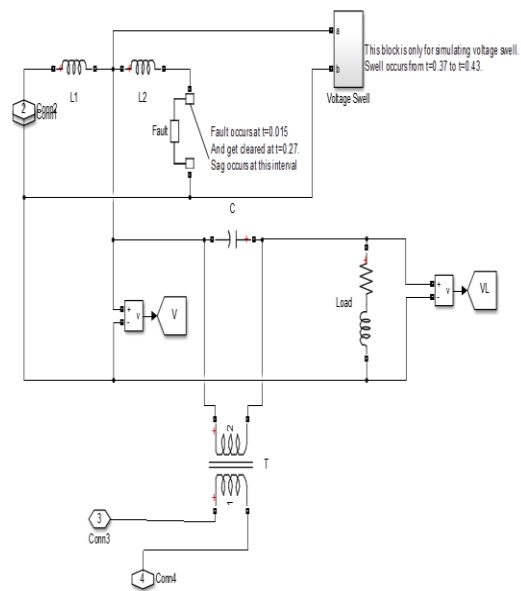 a
b
Voltage Swell
This block is only for simulating voltage swell.
Swell occurs from t=0.37 to t=0.43.
L1
L2
2
Conn2
Fault
Fault occurs at t=0.015
And get cleared at t=0.27.
Sag occurs at this interval
C
+
-
v
V
Load
+
-
v
VL
2
T
1
3
Conn3
4
Conn4